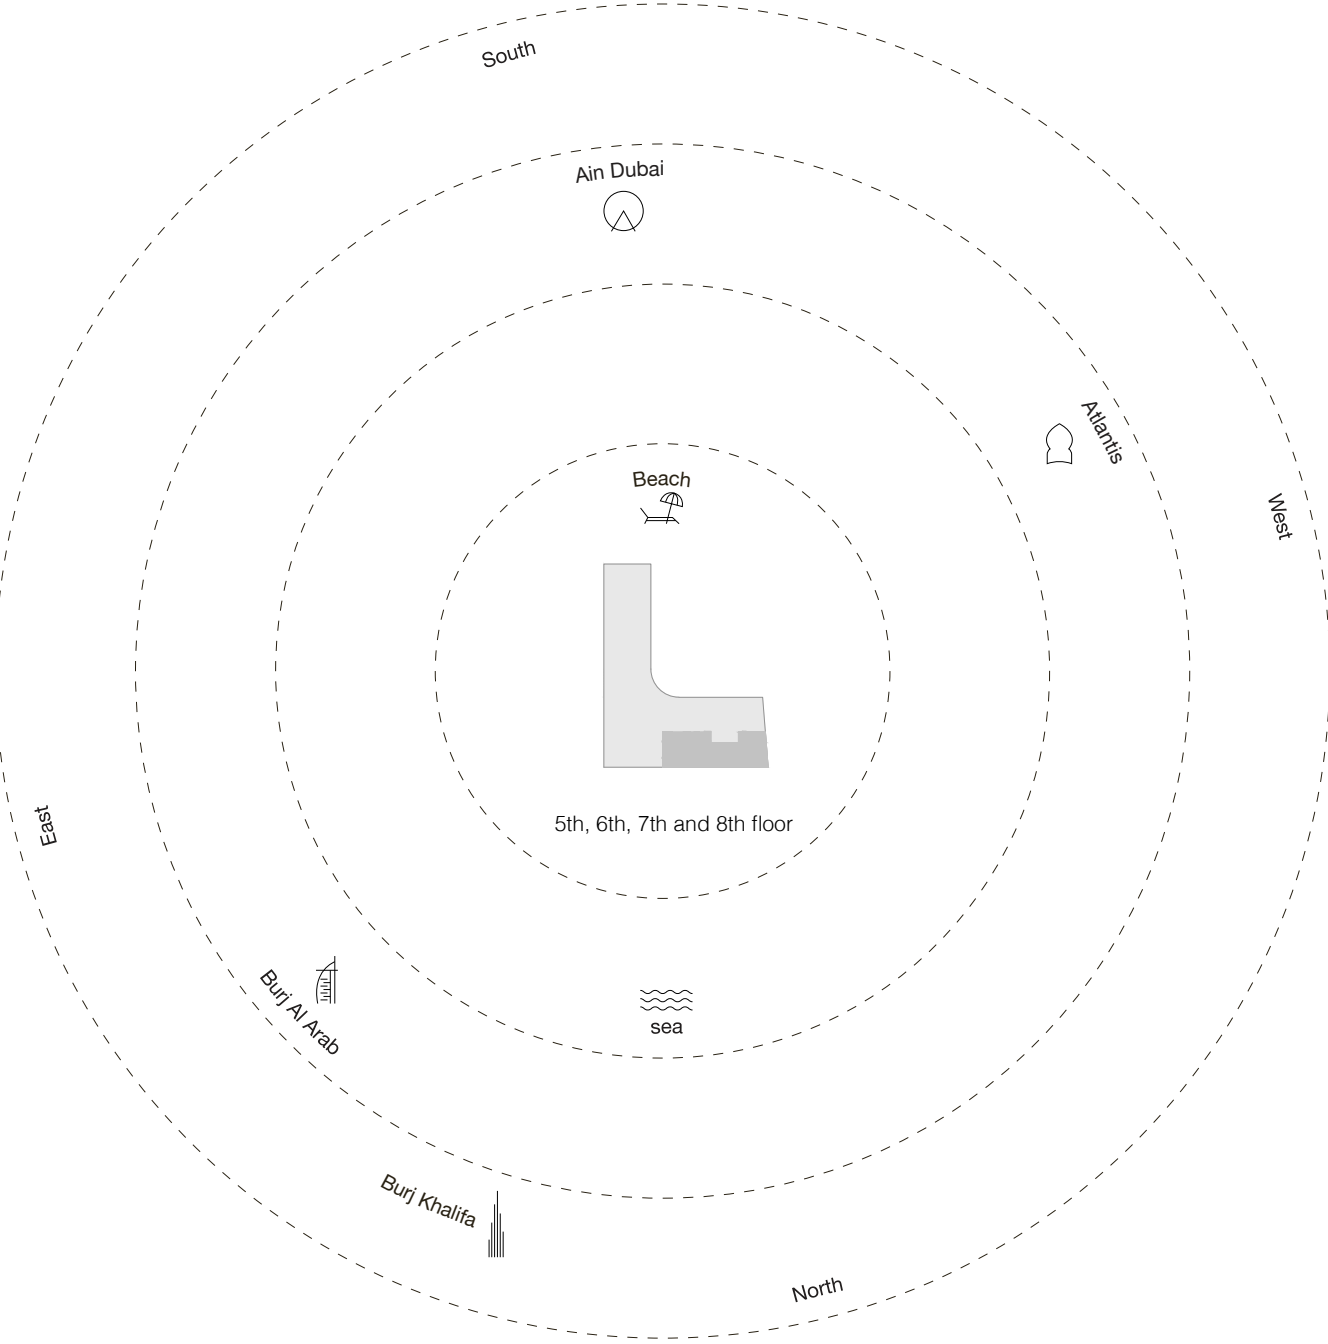 South
Ain Dubai
Atlantis
Beach
West
East
5th, 6th, 7th and 8th floor
Burj Al Arab
sea
Burj Khalifa
North